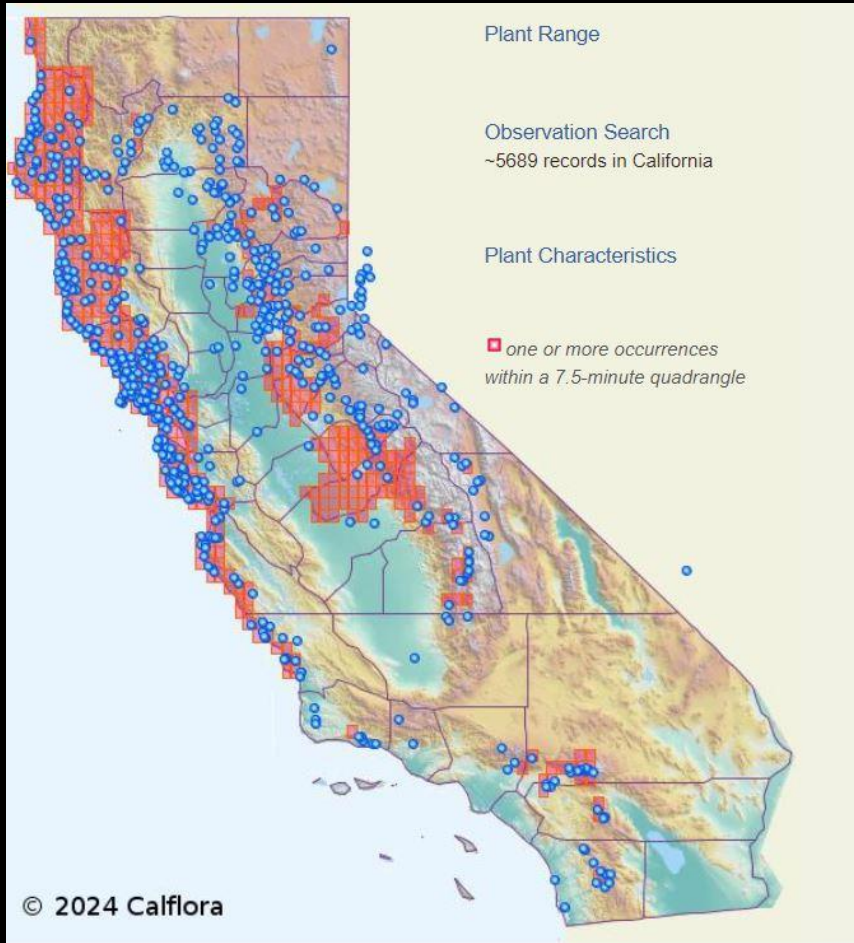 Plant Range
Observation Search
~5689 records in California
Plant Characteristics
one or more occurrences
within a 7.5-minute quadrangle
© 2024 Calflora